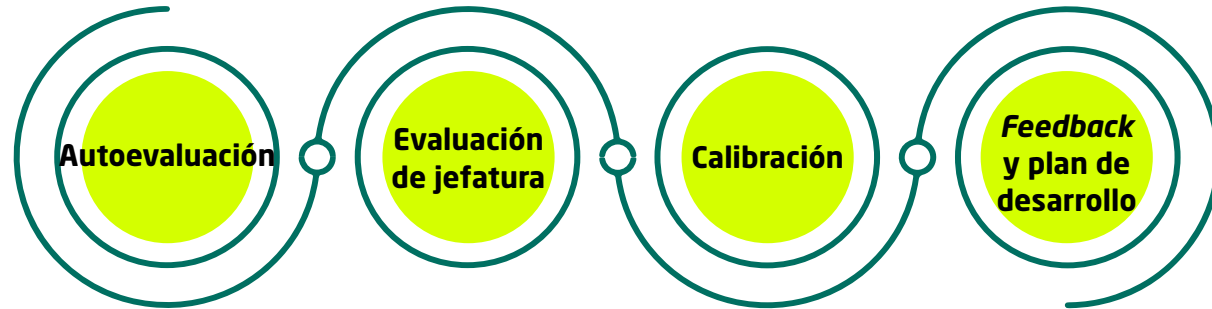 Autoevaluación
Evaluación
de jefatura
Calibración
Feedback
y plan de
desarrollo